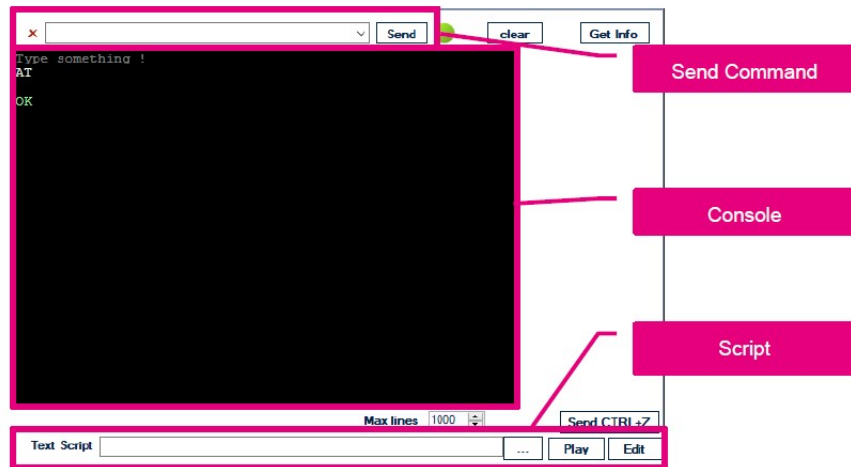 Send clear Get Info
Send Command
Type something !
AT
OK
Console
Script
Max lines 1000 Send CTRL+Z
Text Script ... Play Edit